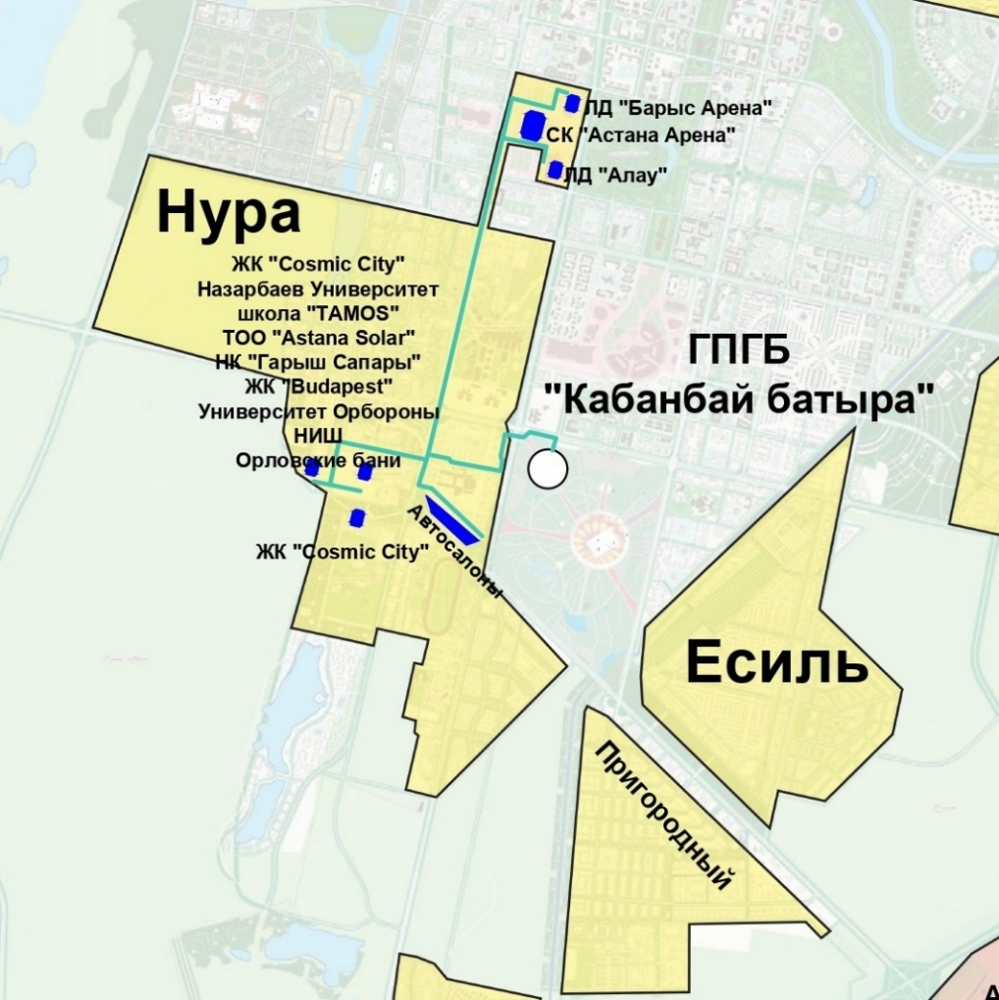 ЛД "Барыс Арена"
СК "Астана Арена"
ЛД "Алау"
Нура
ЖК "Cosmic City"
Назарбаев Университет
школа "TAMOS"
ТОО "Astana Solar"
НК "Гарыш Сапары"
ЖК "Budapest"
Университет Орбороны
НИШ
Орловские бани
ГПГБ
"Кабанбай батыра"
Автосалоны
ЖК "Cosmic City"
Есиль
Пригородный
А